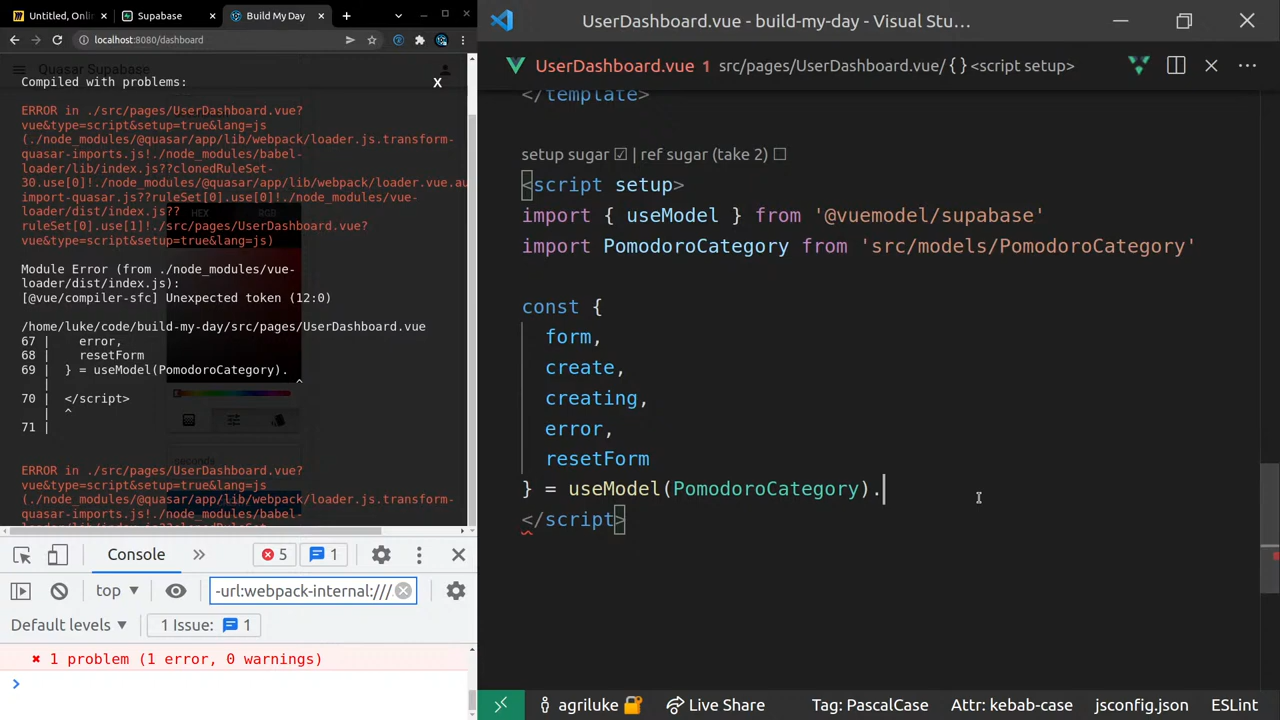 Untitled, Onl
Supabase
Build My Day
localhost:8080/dashboard
Quasar Supabase
Compiled with problems:
X
ERROR in ./src/pages/UserDashboard.vue?
vue&type=script&setup=true&lang=js
(./node_modules/@quasar/app/lib/webpack/loader.js.transform-
quasar-imports.js!./node_modules/babel-
loader/lib/index.js??clonedRuleSet-
30.use[0]!./node_modules/@quasar/app/lib/webpack/loader.vue.au
import-quasar.js??ruleSet[0].use[0]!./node_modules/vue-
loader/dist/index.js??
ruleSet[0].use[1]!./src/pages/UserDashboard.vue?
vue&type=script&setup=true&lang=js)
HEX RGB
Module Error (from ./node_modules/vue-
loader/dist/index.js):
[@vue/compiler-sfc] Unexpected token (12:0)
/home/luke/code/build-my-day/src/pages/UserDashboard.vue
67 | error,
68 | resetForm
69 | } = useModel(PomodoroCategory).
| ^
70 | </script>
| ^
71 |
seconds
ERROR in ./src/pages/UserDashboard.vue?
vue&type=script&setup=true&lang=js
(./node_modules/@quasar/app/lib/webpack/loader.js.transform-
quasar-imports.js!./node_modules/babel-
loader/lib/index.js??clonedRuleSet-
Console
5
1
top
-url:webpack-internal:///
Default levels
1 Issue:
1
1 problem (1 error, 0 warnings)
UserDashboard.vue - build-my-day - Visual Stu…
UserDashboard.vue 1 src/pages/UserDashboard.vue/ {} <script setup>
</template>
setup sugar ☑ | ref sugar (take 2) ☐
<script setup>
import { useModel } from '@vuemodel/supabase'
import PomodoroCategory from 'src/models/PomodoroCategory'
const {
form,
create,
creating,
error,
resetForm
} = useModel(PomodoroCategory).
</script>
agriluke🔒
Live Share
Tag: PascalCase
Attr: kebab-case
jsconfig.json
ESLint